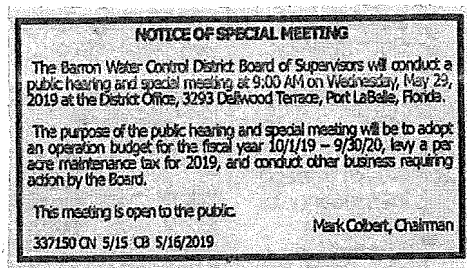 NOTICE OF SPECIAL MEETING
The Barron Water Control District Board of Supervisors will conduct a
public hearing and special meeting at 9:00 AM on Wednesday, May 29,
2019 at the District Office, 3293 Dellwood Terrace, Port LaBelle, Florida.
The purpose of the public hearing and special meeting will be to adopt
an operation budget for the fiscal year 10/1/19 – 9/30/20, levy a per
acre maintenance tax for 2019, and conduct other business requiring
action by the Board.
This meeting is open to the public.
Mark Colbert, Chairman
337150 CN 5/15 CB 5/16/2019